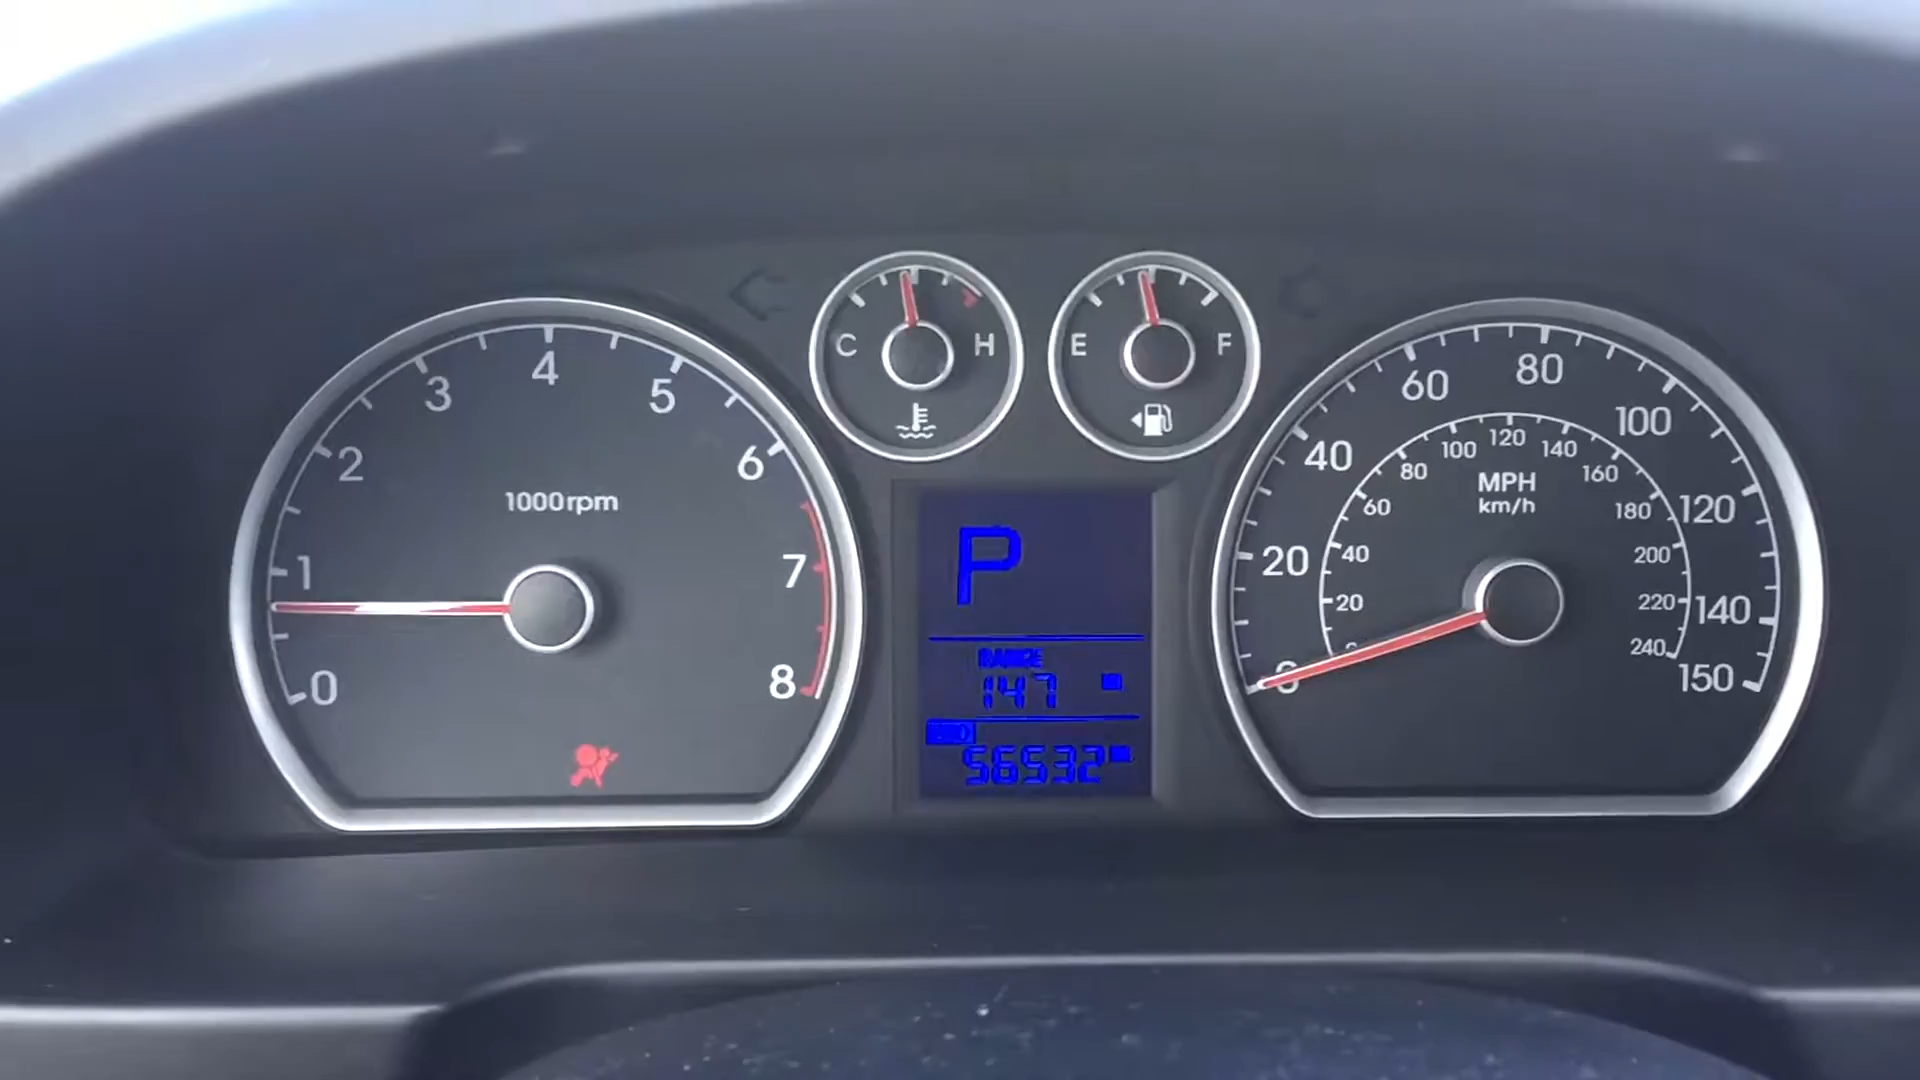 C H
E F
0 1 2 3 4 5 6 7 8
1000rpm
0 20 40 60 80 100 120 140 150
20 40 60 80 100 120 140 160 180 200 220 240
MPH
km/h
P
RANGE
147
56532